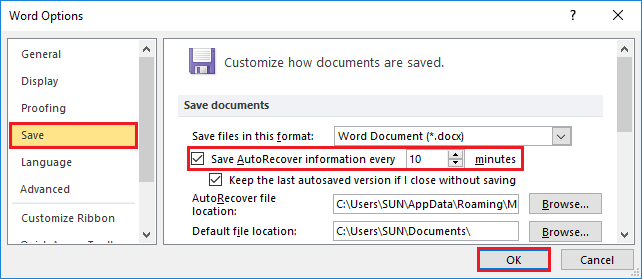 Word Options
General
Display
Proofing
Save
Language
Advanced
Customize Ribbon
Customize how documents are saved.
Save documents
Save files in this format: Word Document (*.docx)
Save AutoRecover information every 10 minutes
Keep the last autosaved version if I close without saving
AutoRecover file location: C:\Users\SUN\AppData\Roaming\M Browse...
Default file location: C:\Users\SUN\Documents\ Browse...
OK Cancel